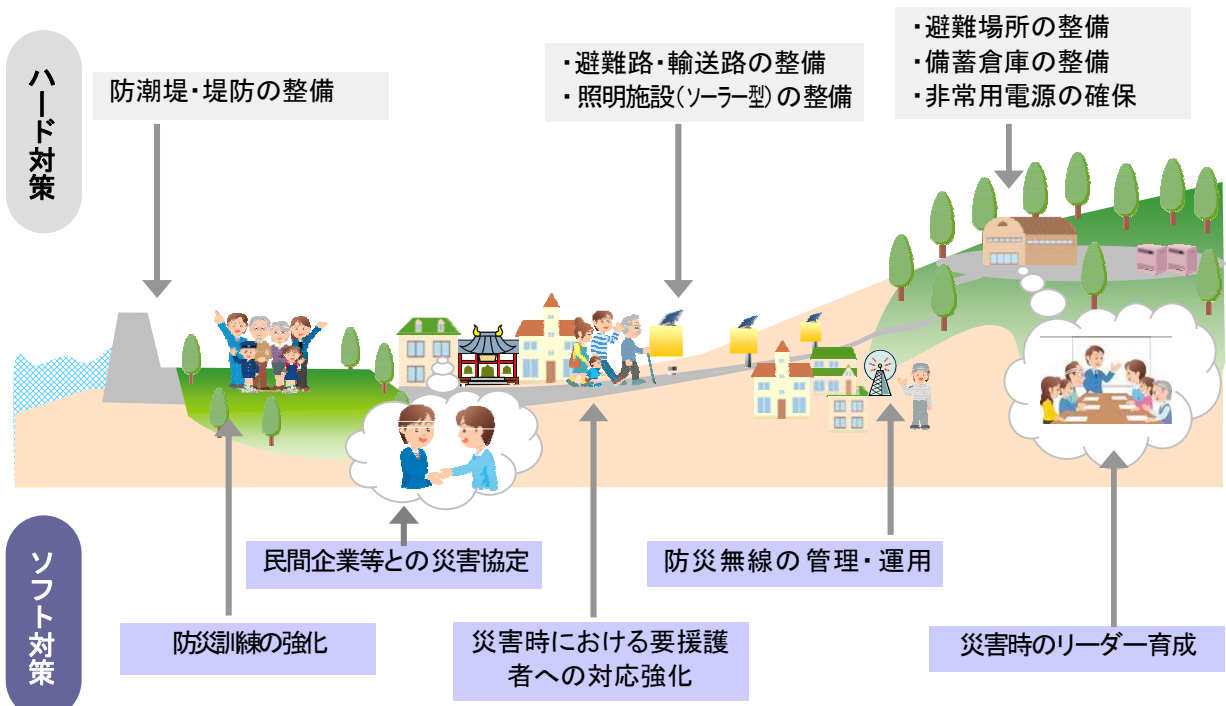 ハード対策
防潮堤・堤防の整備
・避難路・輸送路の整備
・照明施設(ソーラー型)の整備
・避難場所の整備
・備蓄倉庫の整備
・非常用電源の確保
ソフト対策
民間企業等との災害協定
防災無線の管理・運用
防災訓練の強化
災害時における要援護
者への対応強化
災害時のリーダー育成